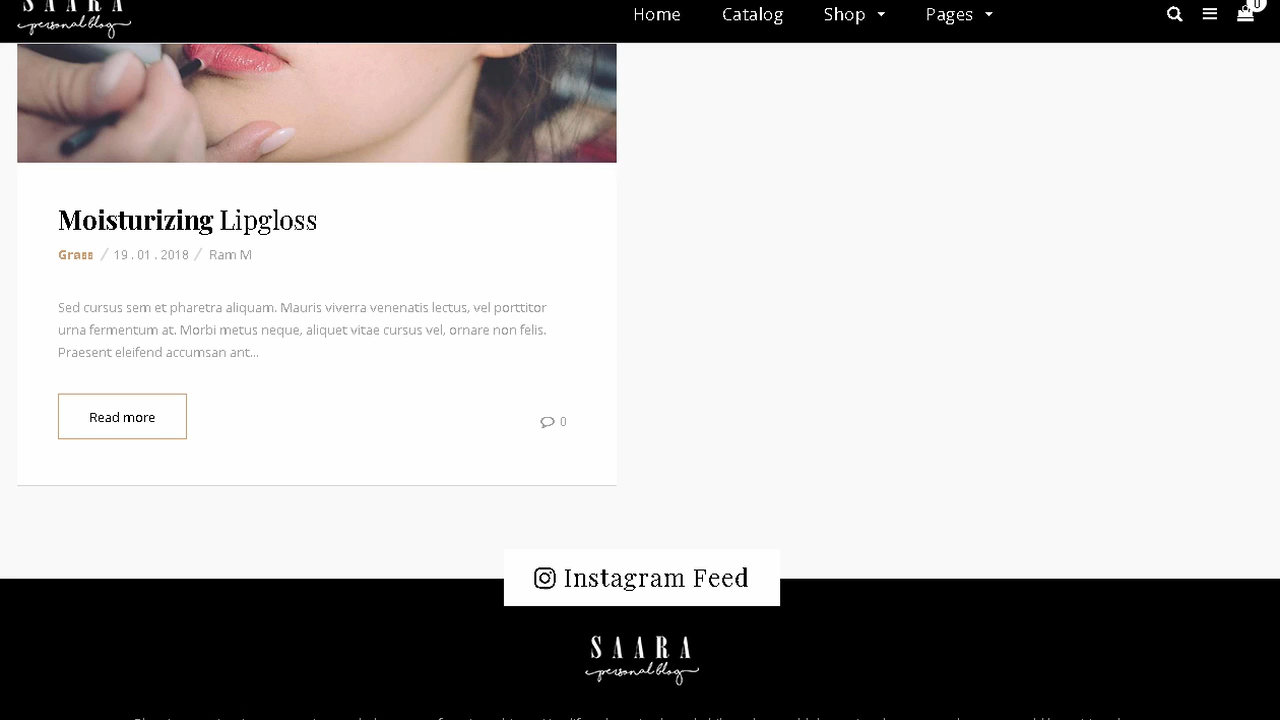 SAARA
personal blog
Home Catalog Shop Pages 0
Moisturizing Lipgloss
Grass / 19 . 01 . 2018 / Ram M
Sed cursus sem et pharetra aliquam. Mauris viverra venenatis lectus, vel porttitor
urna fermentum at. Morbi metus neque, aliquet vitae cursus vel, ornare non felis.
Praesent eleifend accumsan ant...
Read more
0
Instagram Feed
SAARA
personal blog